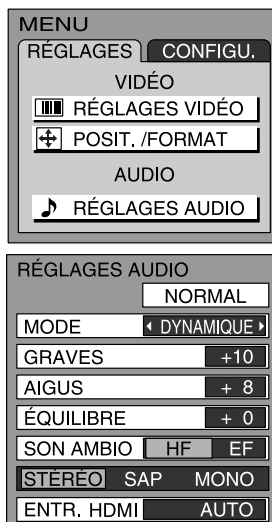 MENU
RÉGLAGES CONFIGU.
VIDÉO
RÉGLAGES VIDÉO
POSIT. /FORMAT
AUDIO
RÉGLAGES AUDIO
RÉGLAGES AUDIO
NORMAL
MODE DYNAMIQUE
GRAVES +10
AIGUS + 8
ÉQUILIBRE + 0
SON AMBIO HF EF
STÉRÉO SAP MONO
ENTR. HDMI AUTO